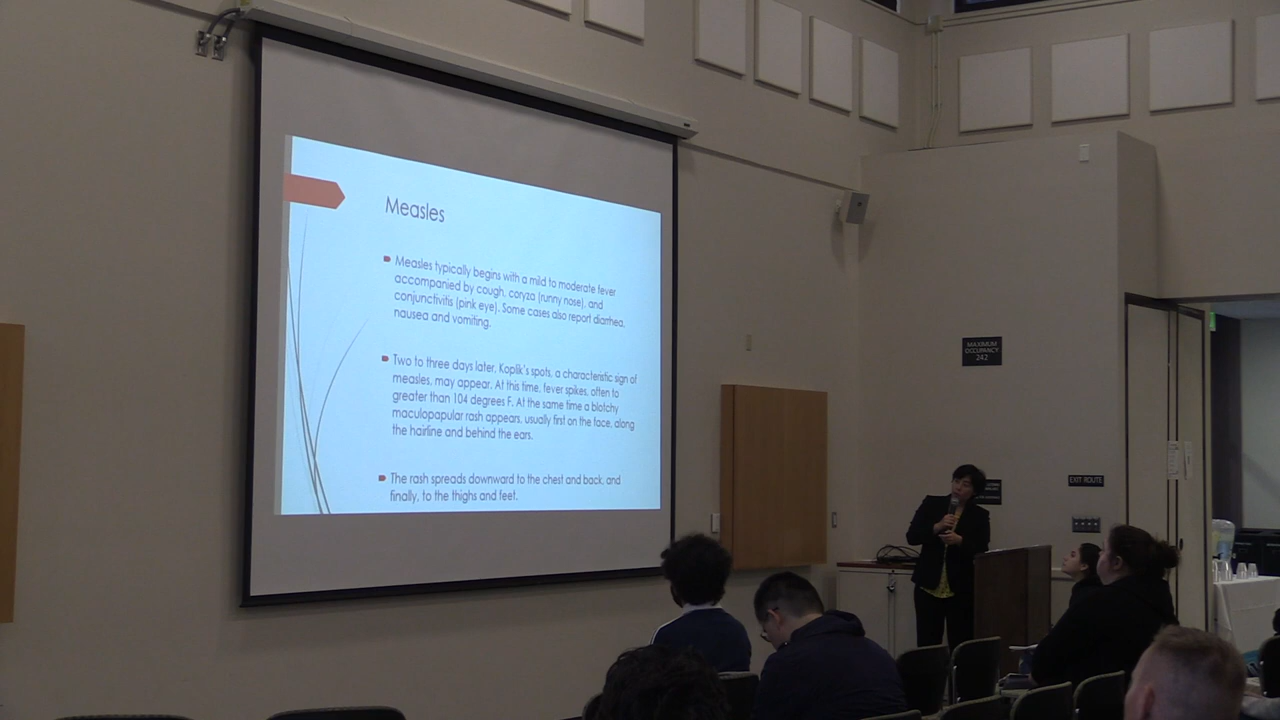 Measles
Measles typically begins with a mild to moderate fever
accompanied by cough, coryza (runny nose), and
conjunctivitis (pink eye). Some cases also report diarrhea,
nausea and vomiting.
Two to three days later, Koplik's spots, a characteristic sign of
measles, may appear. At this time, fever spikes, often to
greater than 104 degrees F. At the same time a blotchy
maculopapular rash appears, usually first on the face, along
the hairline and behind the ears.
The rash spreads downward to the chest and back, and
finally, to the thighs and feet.
MAXIMUM
OCCUPANCY
242
EXIT ROUTE